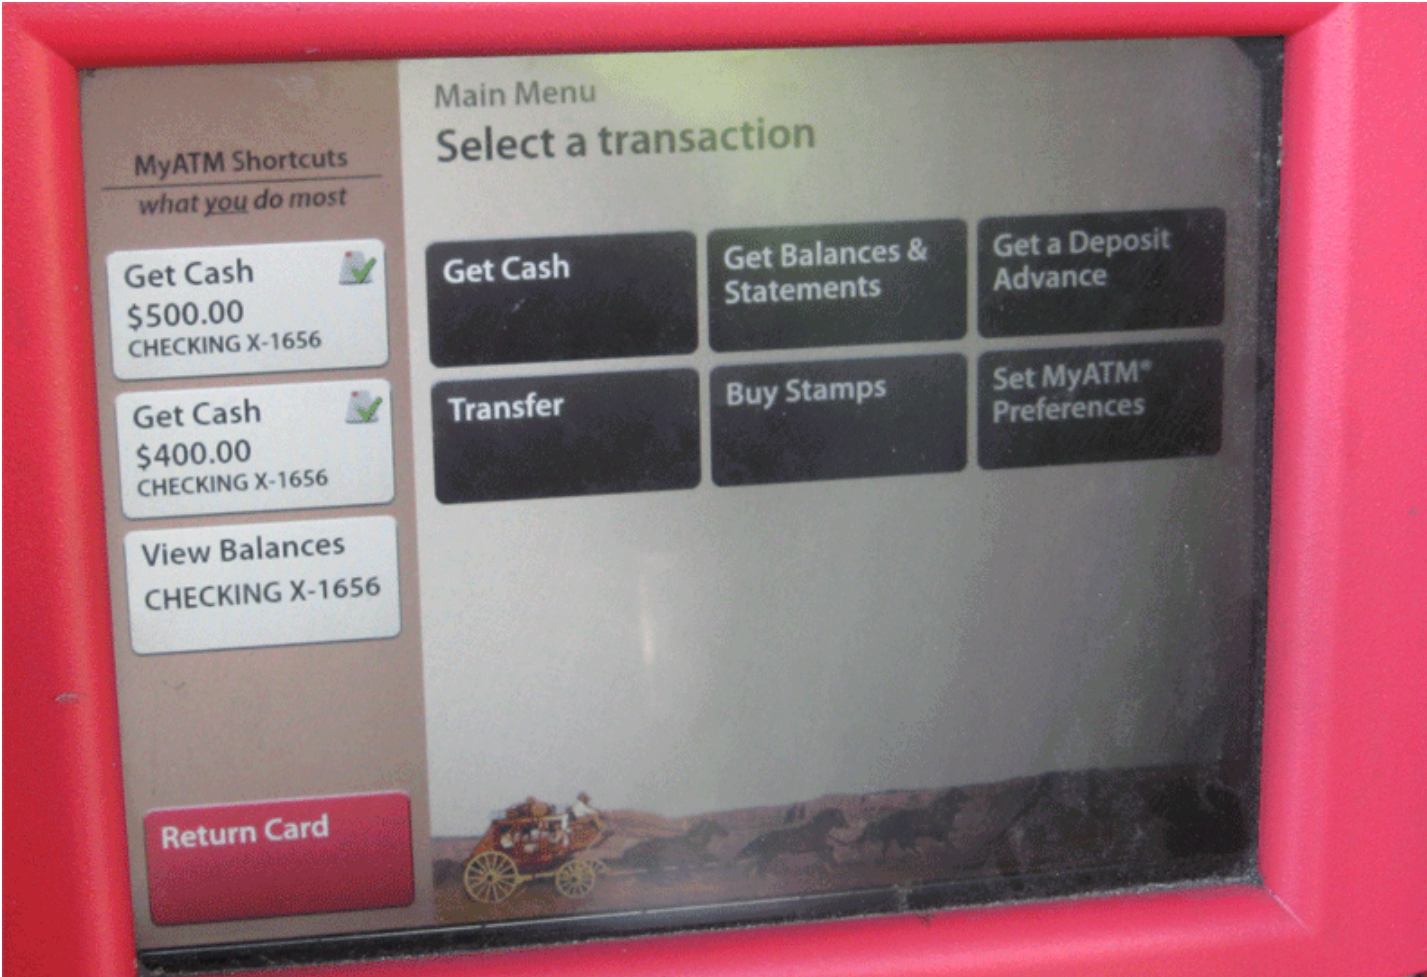 Main Menu
Select a transaction
MyATM Shortcuts
what you do most
Get Cash
$500.00
CHECKING X-1656
Get Cash
$400.00
CHECKING X-1656
View Balances
CHECKING X-1656
Return Card
Get Cash
Get Balances &
Statements
Get a Deposit
Advance
Transfer
Buy Stamps
Set MyATM®
Preferences